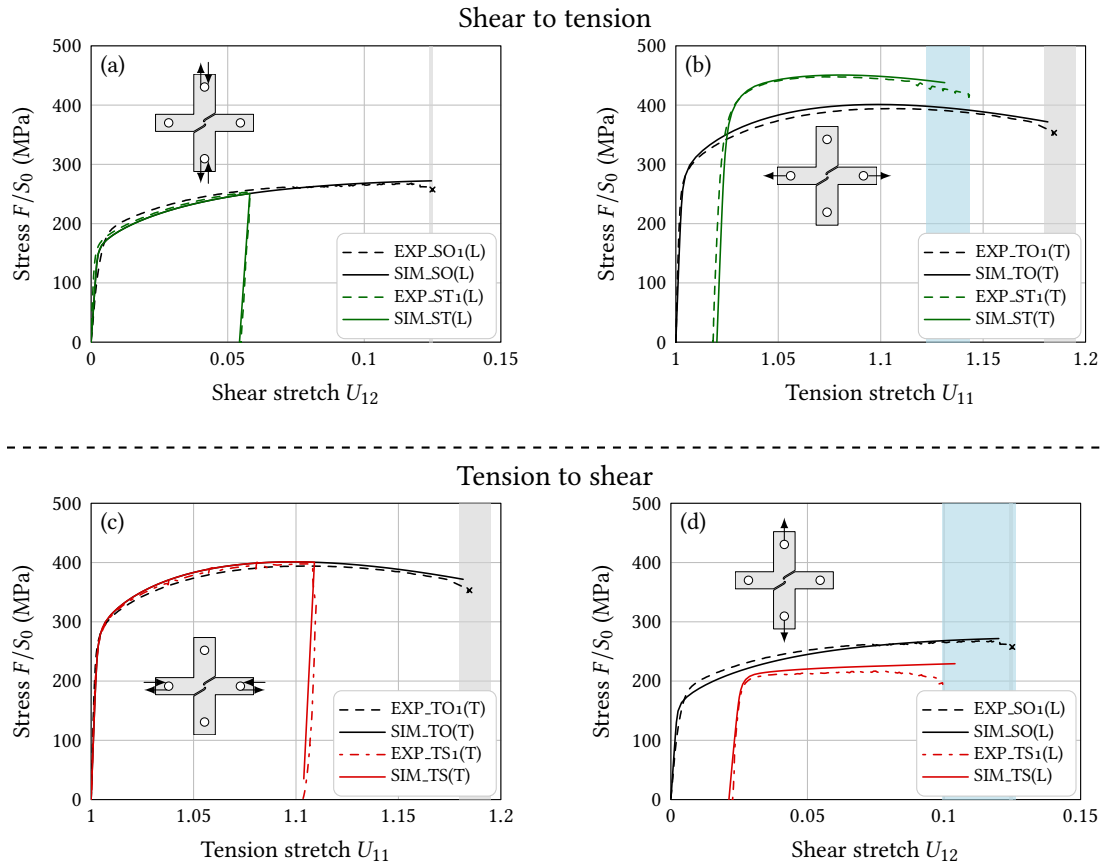 Shear to tension
(a)
Stress F/S0 (MPa)
500
400
300
200
100
0
EXP_SO1(L)
SIM_SO(L)
EXP_ST1(L)
SIM_ST(L)
0 0.05 0.1 0.15
Shear stretch U12
(b)
Stress F/S0 (MPa)
500
400
300
200
100
0
EXP_TO1(T)
SIM_TO(T)
EXP_ST1(T)
SIM_ST(T)
1 1.05 1.1 1.15 1.2
Tension stretch U11
Tension to shear
(c)
Stress F/S0 (MPa)
500
400
300
200
100
0
EXP_TO1(T)
SIM_TO(T)
EXP_TS1(T)
SIM_TS(T)
1 1.05 1.1 1.15 1.2
Tension stretch U11
(d)
Stress F/S0 (MPa)
500
400
300
200
100
0
EXP_SO1(L)
SIM_SO(L)
EXP_TS1(L)
SIM_TS(L)
0 0.05 0.1 0.15
Shear stretch U12